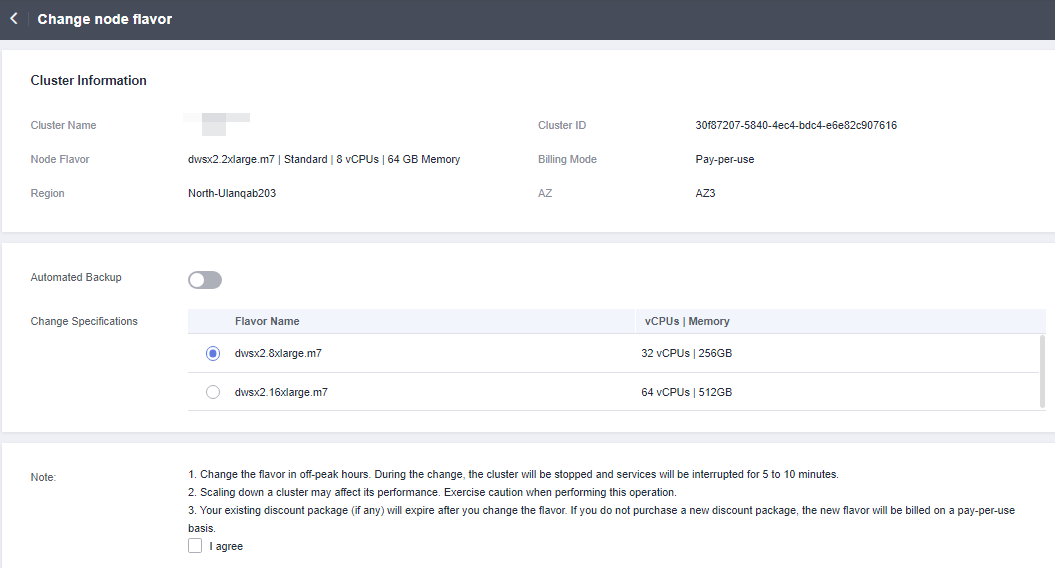 Change node flavor
Cluster Information
Cluster Name
Cluster ID 30f87207-5840-4ec4-bdc4-e6e82c907616
Node Flavor dwsx2.2xlarge.m7 | Standard | 8 vCPUs | 64 GB Memory Billing Mode Pay-per-use
Region North-Ulanqab203 AZ AZ3
Automated Backup
Change Specifications Flavor Name vCPUs | Memory
dwsx2.8xlarge.m7 32 vCPUs | 256GB
dwsx2.16xlarge.m7 64 vCPUs | 512GB
Note: 1. Change the flavor in off-peak hours. During the change, the cluster will be stopped and services will be interrupted for 5 to 10 minutes.
2. Scaling down a cluster may affect its performance. Exercise caution when performing this operation.
3. Your existing discount package (if any) will expire after you change the flavor. If you do not purchase a new discount package, the new flavor will be billed on a pay-per-use
basis.
I agree